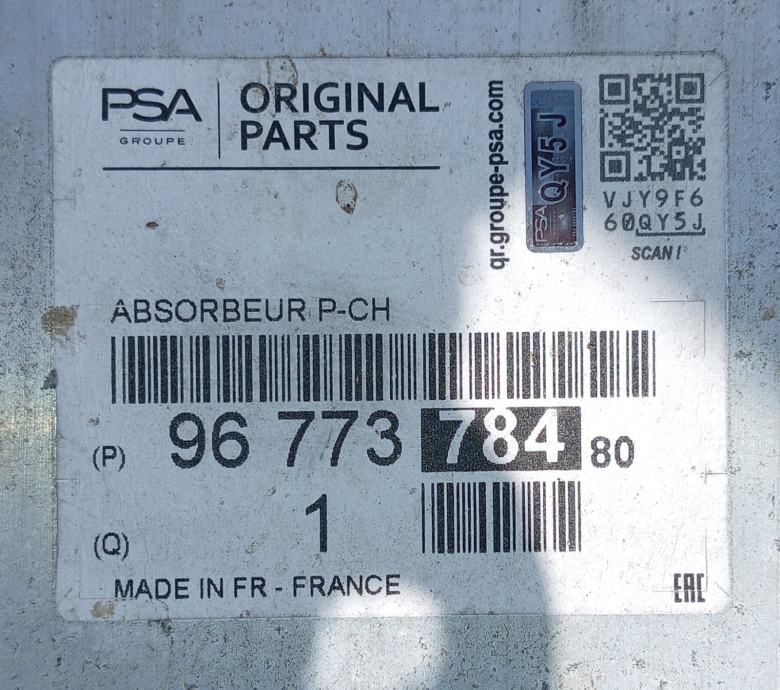 PSA
GROUPE
ORIGINAL
PARTS
qr.groupe-psa.com
PSA
QY5J
VJY9F6
60QY5J
SCAN!
ABSORBEUR P-CH
(P) 96 773 784 80
(Q) 1
MADE IN FR - FRANCE
EAC